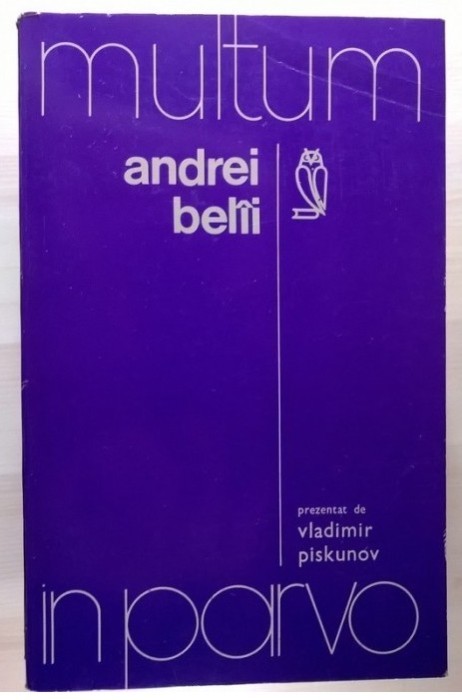 multum
andrei
belîi
prezentat de
vladimir
piskunov
in parvo